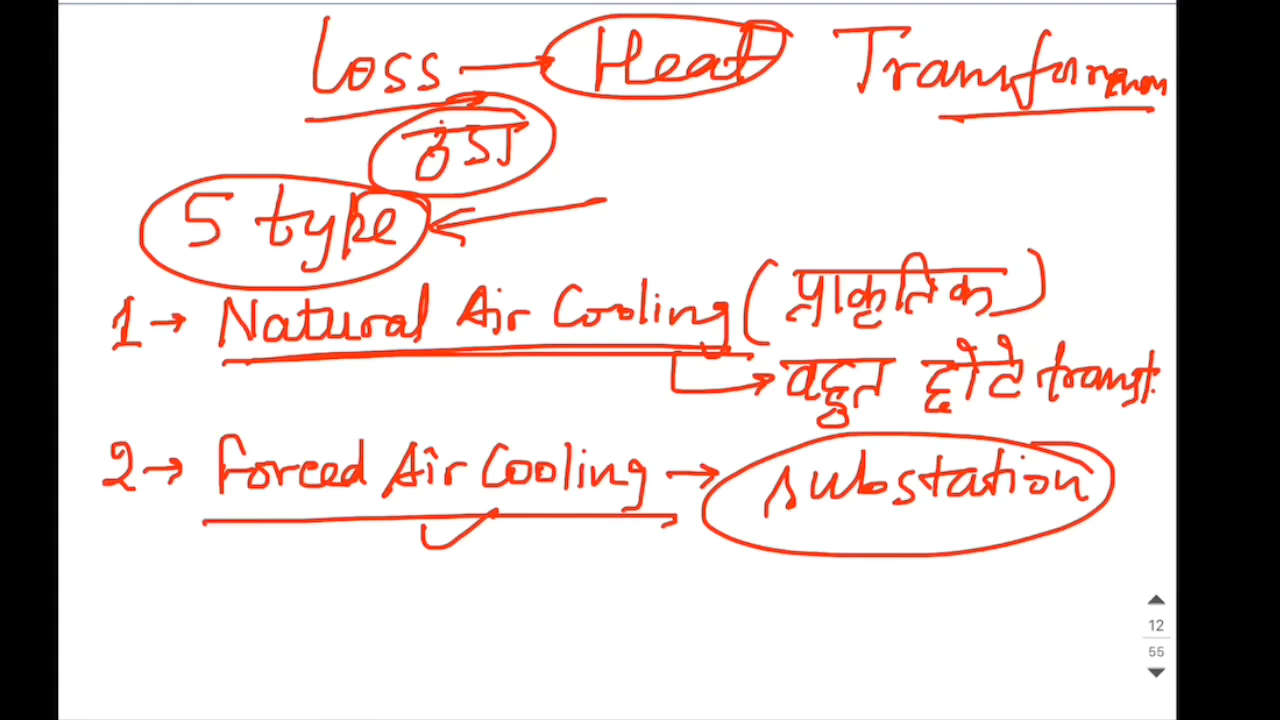 Loss → Heat Transformer
ठंडा
5 type ←
1 → Natural Air Cooling (प्राकृतिक)
→ बहुत छोटे transf.
2 → Forced Air Cooling → substation
12
55